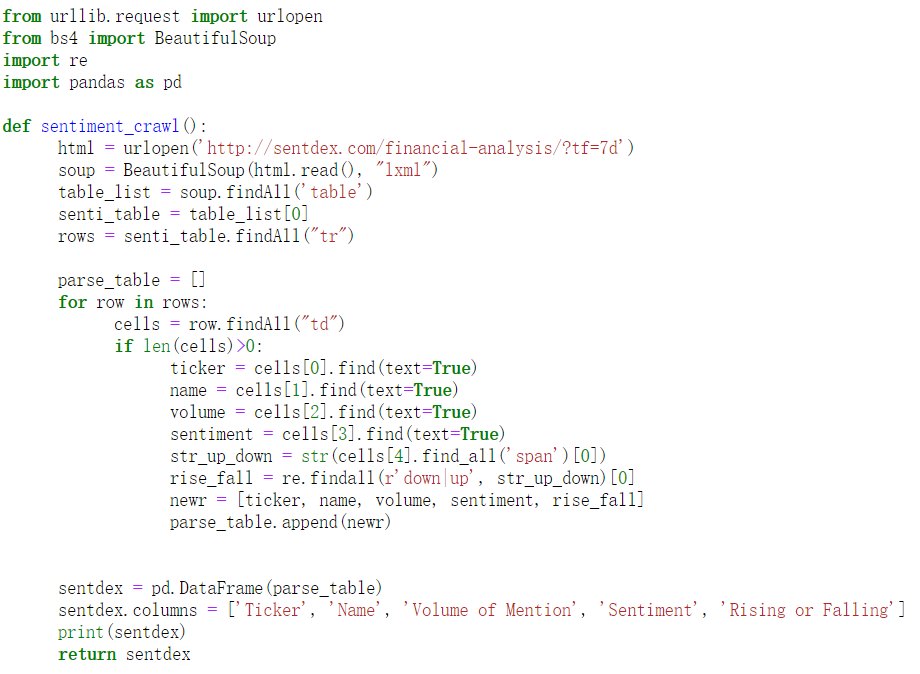 from urllib.request import urlopen
from bs4 import BeautifulSoup
import re
import pandas as pd
def sentiment_crawl():
html = urlopen('http://sentdex.com/financial-analysis/?tf=7d')
soup = BeautifulSoup(html.read(), "lxml")
table_list = soup.findAll('table')
senti_table = table_list[0]
rows = senti_table.findAll("tr")
parse_table = []
for row in rows:
cells = row.findAll("td")
if len(cells)>0:
ticker = cells[0].find(text=True)
name = cells[1].find(text=True)
volume = cells[2].find(text=True)
sentiment = cells[3].find(text=True)
str_up_down = str(cells[4].find_all('span')[0])
rise_fall = re.findall(r'down|up', str_up_down)[0]
newr = [ticker, name, volume, sentiment, rise_fall]
parse_table.append(newr)
sentdex = pd.DataFrame(parse_table)
sentdex.columns = ['Ticker', 'Name', 'Volume of Mention', 'Sentiment', 'Rising or Falling']
print(sentdex)
return sentdex